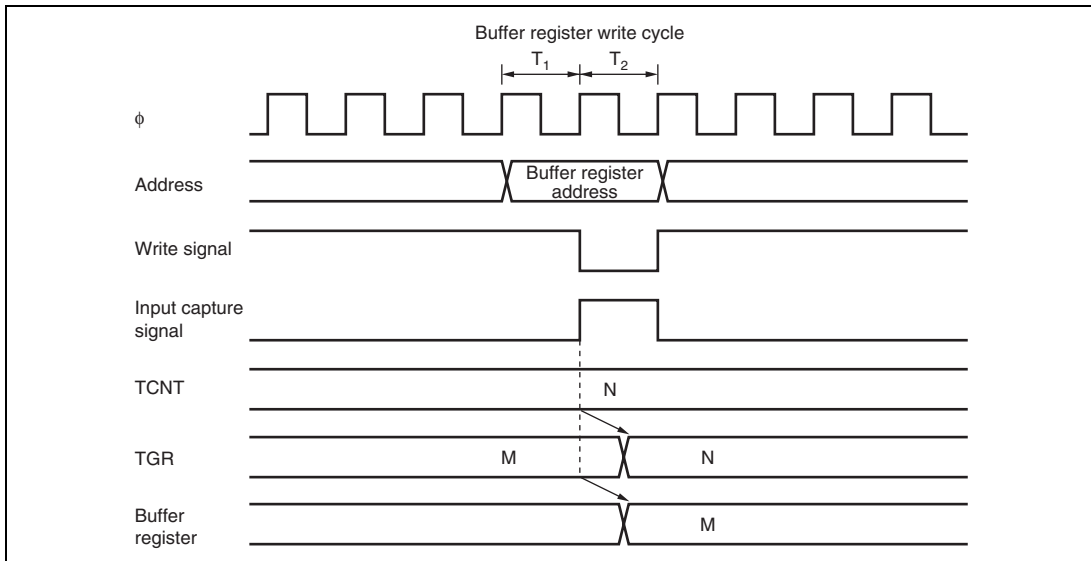 Buffer register write cycle
T1 T2
ϕ
Address
Buffer register
address
Write signal
Input capture
signal
TCNT
N
TGR
M N
Buffer
register
M